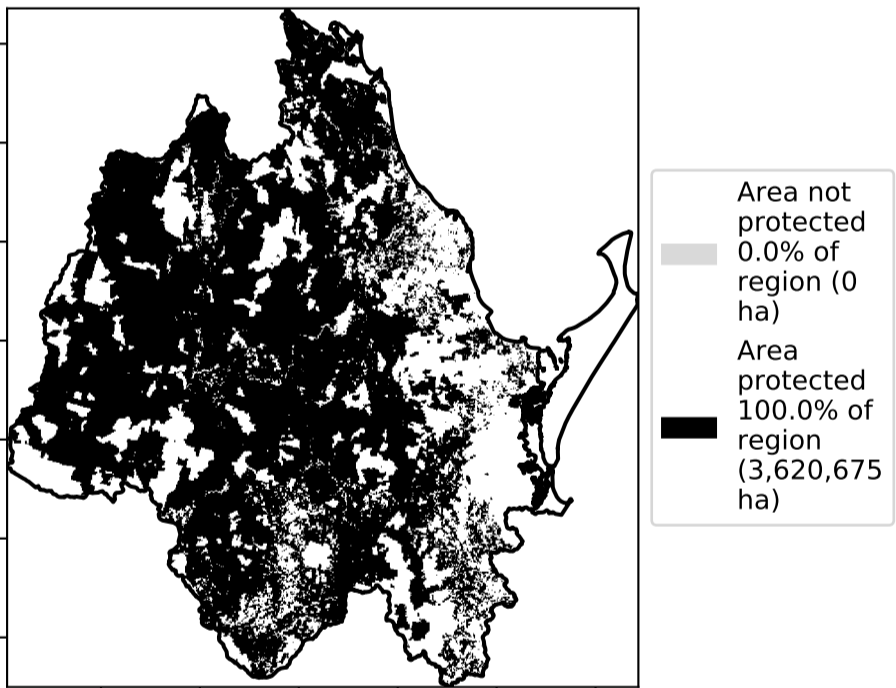 Area not
protected
0.0% of
region (0
ha)
Area
protected
100.0% of
region
(3,620,675
ha)